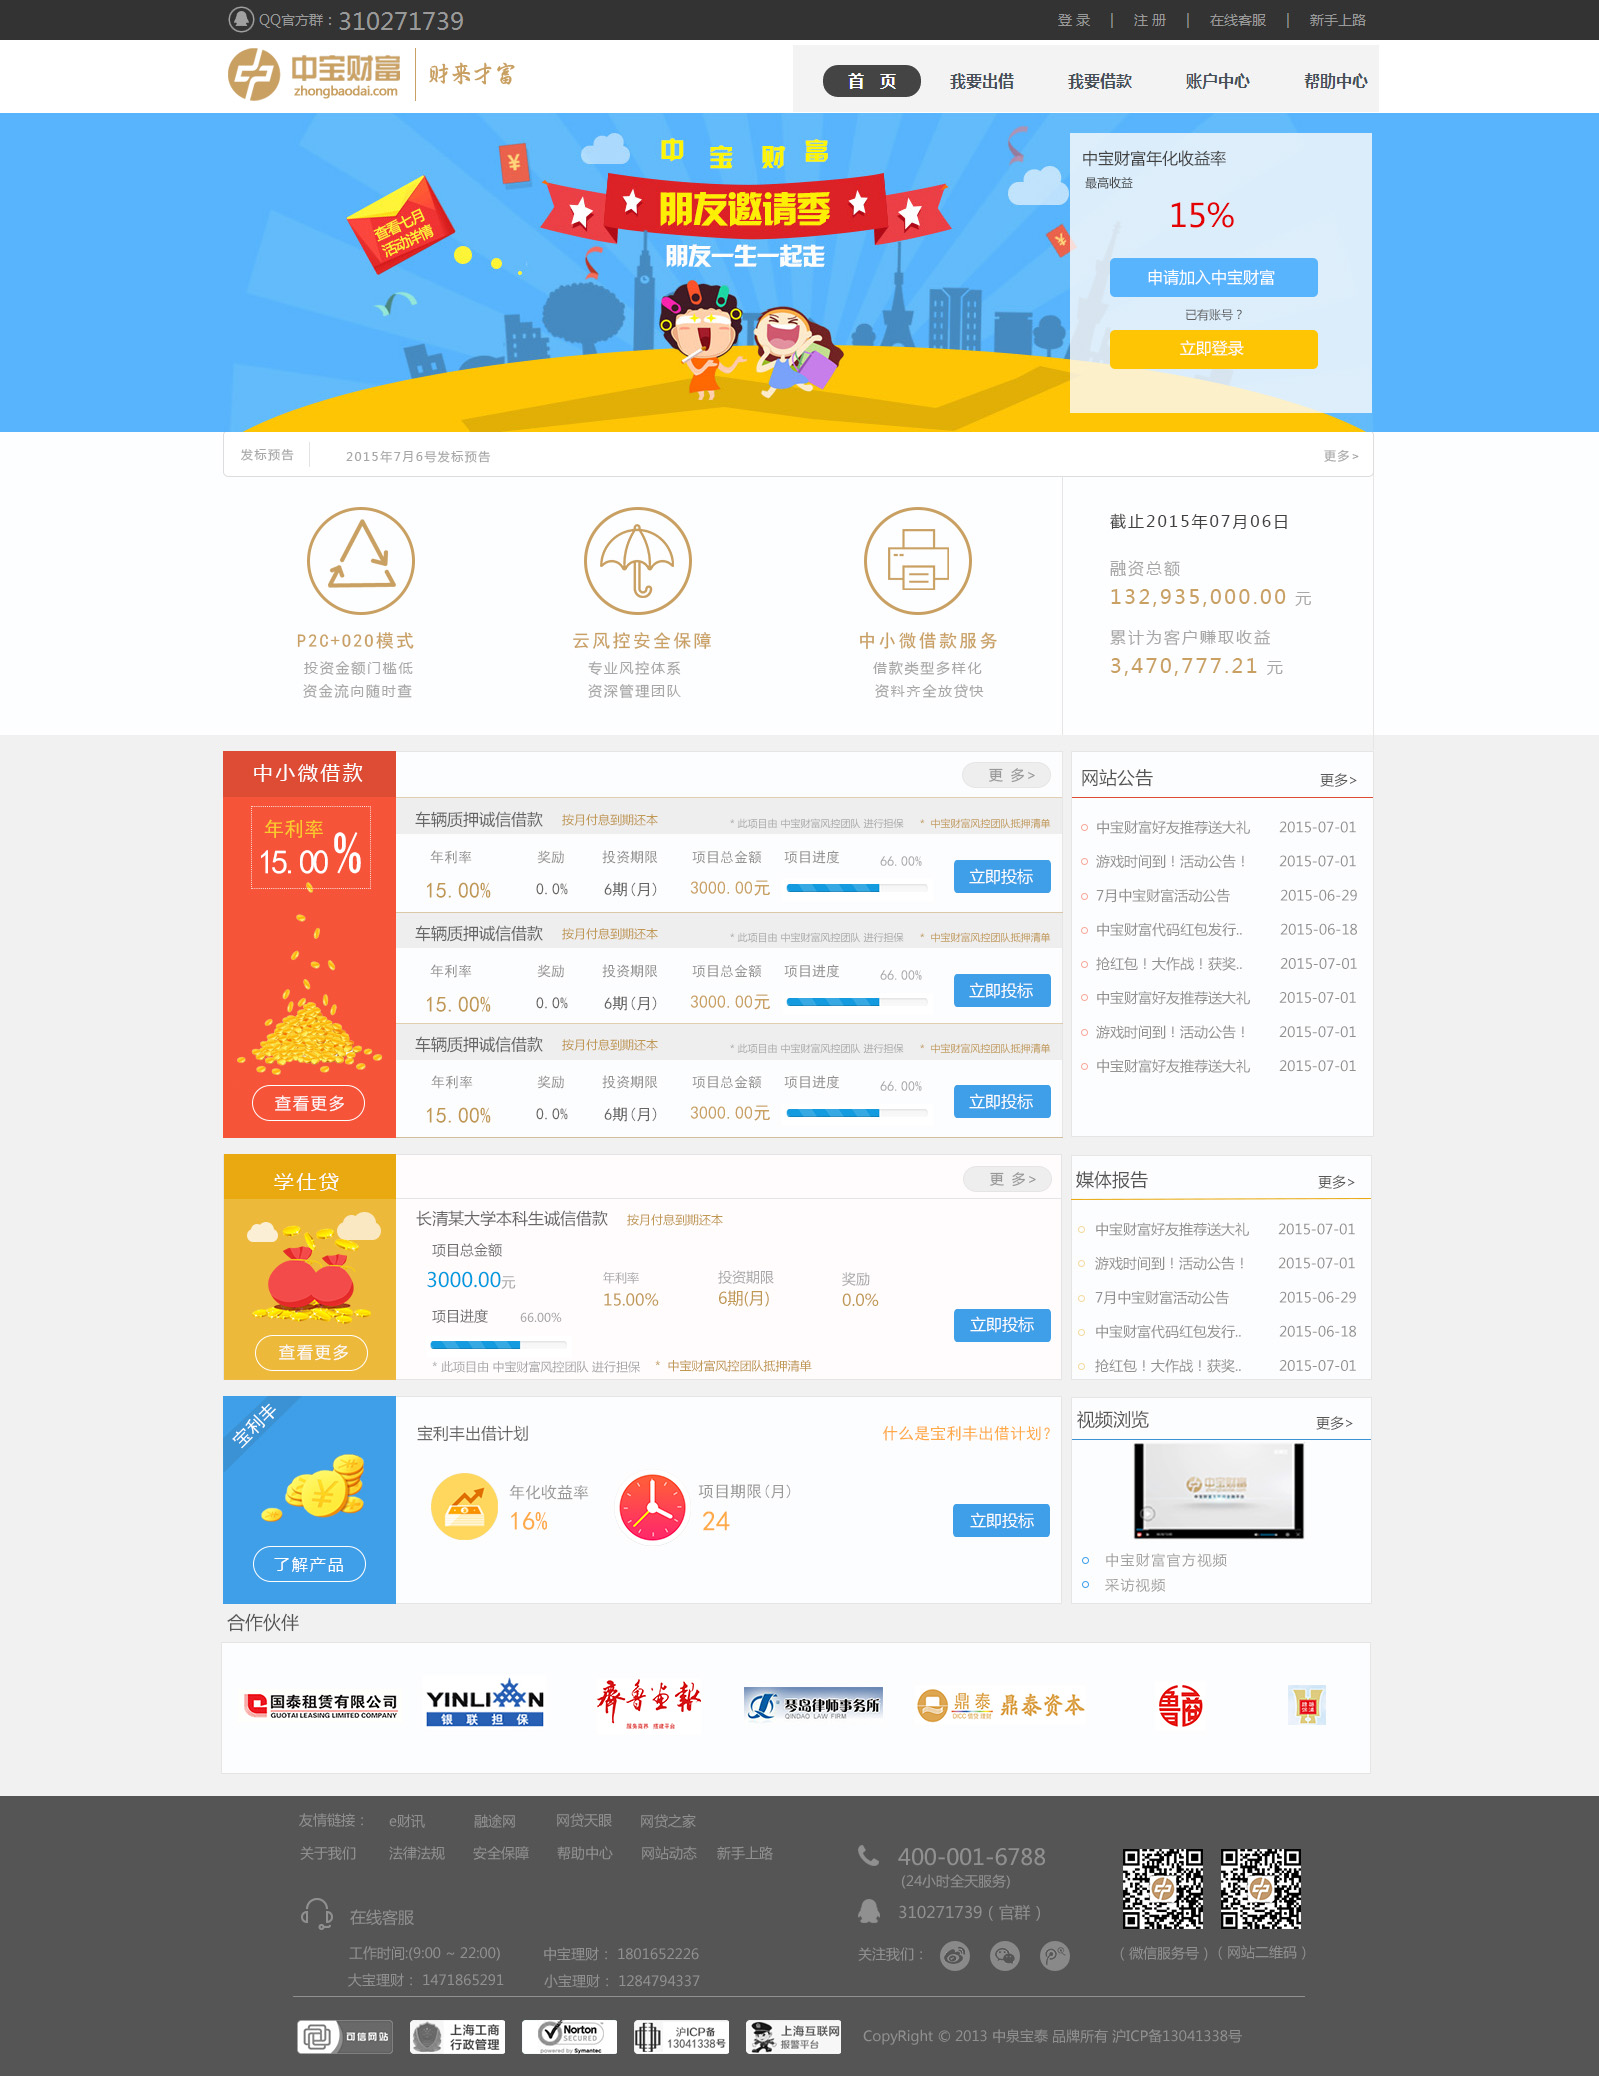 QQ官方群：310271739
登 录 | 注 册 | 在线客服 | 新手上路
中宝财富
zhongbaodai.com
财来才富
首 页
我要出借
我要借款
账户中心
帮助中心
中宝财富
朋友邀请季
朋友一生一起走
查看七月
活动详情
中宝财富年化收益率
最高收益
15%
申请加入中宝财富
已有账号？
立即登录
发标预告
2015年7月6号发标预告
更多>
P2C+020模式
投资金额门槛低
资金流向随时查
云风控安全保障
专业风控体系
资深管理团队
中小微借款服务
借款类型多样化
资料齐全放贷快
截止2015年07月06日
融资总额
132,935,000.00 元
累计为客户赚取收益
3,470,777.21 元
中小微借款
年利率
15.00%
查看更多
更 多>
车辆质押诚信借款 按月付息到期还本 * 此项目由 中宝财富风控团队 进行担保 * 中宝财富风控团队抵押清单
年利率 奖励 投资期限 项目总金额 项目进度 66.00%
15.00% 0.0% 6期(月) 3000.00元 立即投标
车辆质押诚信借款 按月付息到期还本 * 此项目由 中宝财富风控团队 进行担保 * 中宝财富风控团队抵押清单
年利率 奖励 投资期限 项目总金额 项目进度 66.00%
15.00% 0.0% 6期(月) 3000.00元 立即投标
车辆质押诚信借款 按月付息到期还本 * 此项目由 中宝财富风控团队 进行担保 * 中宝财富风控团队抵押清单
年利率 奖励 投资期限 项目总金额 项目进度 66.00%
15.00% 0.0% 6期(月) 3000.00元 立即投标
网站公告 更多>
中宝财富好友推荐送大礼 2015-07-01
游戏时间到！活动公告！ 2015-07-01
7月中宝财富活动公告 2015-06-29
中宝财富代码红包发行.. 2015-06-18
抢红包！大作战！获奖.. 2015-07-01
中宝财富好友推荐送大礼 2015-07-01
游戏时间到！活动公告！ 2015-07-01
中宝财富好友推荐送大礼 2015-07-01
学仕贷
查看更多
更 多>
长清某大学本科生诚信借款 按月付息到期还本
项目总金额
3000.00元
年利率
15.00%
投资期限
6期(月)
奖励
0.0%
项目进度 66.00%
立即投标
* 此项目由 中宝财富风控团队 进行担保 * 中宝财富风控团队抵押清单
媒体报告 更多>
中宝财富好友推荐送大礼 2015-07-01
游戏时间到！活动公告！ 2015-07-01
7月中宝财富活动公告 2015-06-29
中宝财富代码红包发行.. 2015-06-18
抢红包！大作战！获奖.. 2015-07-01
宝利丰
了解产品
宝利丰出借计划
什么是宝利丰出借计划?
年化收益率
16%
项目期限(月)
24
立即投标
视频浏览 更多>
中宝财富
中宝财富官方视频
采访视频
合作伙伴
国泰租赁有限公司
GUOTAI LEASING LIMITED COMPANY
YINLIAN
银联担保
齐鲁画报
琴岛律师事务所
QINDAO LAW FIRM
鼎泰 鼎泰资本
友情链接： e财讯 融途网 网贷天眼 网贷之家
关于我们 法律法规 安全保障 帮助中心 网站动态 新手上路
400-001-6788
(24小时全天服务)
310271739（官群）
关注我们：
在线客服
工作时间:(9:00 ~ 22:00)
中宝理财： 1801652226
大宝理财： 1471865291
小宝理财： 1284794337
（微信服务号）
（网站二维码）
可信网站
上海工商
行政管理
Norton
SECURED
powered by Symantec
沪ICP备
13041338号
上海互联网
报警平台
CopyRight © 2013 中泉宝泰 品牌所有 沪ICP备13041338号